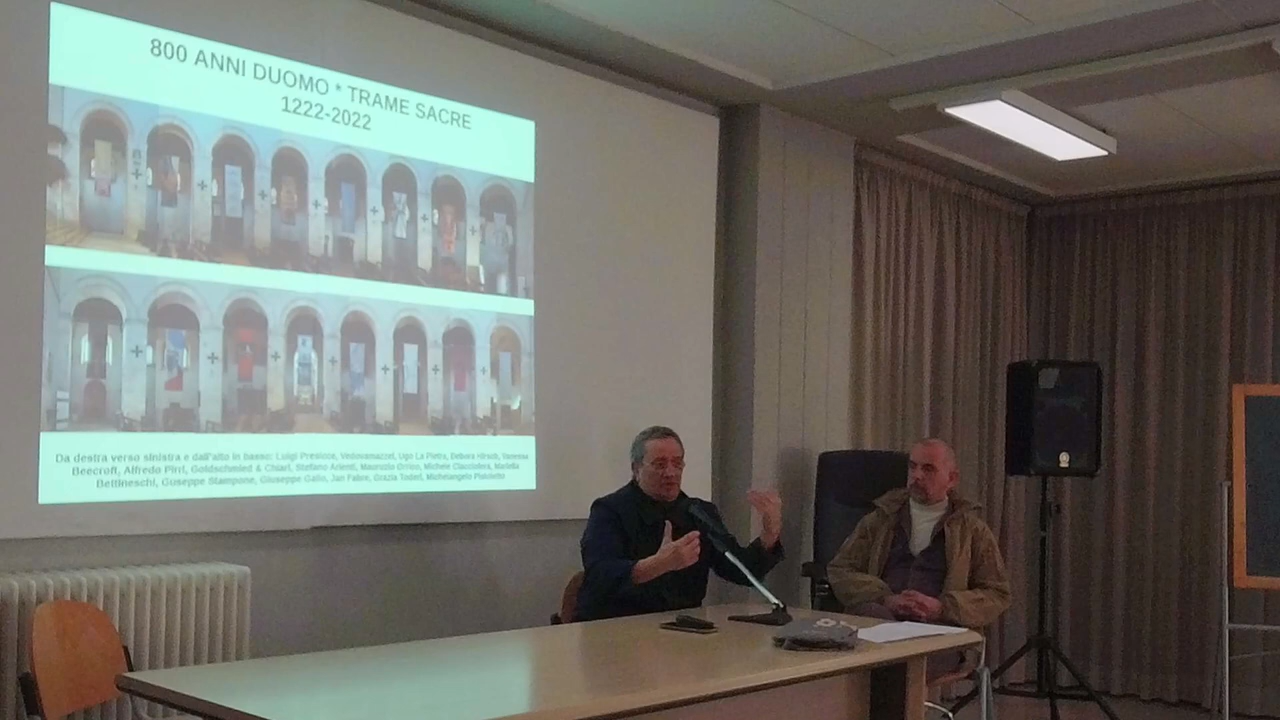 800 ANNI DUOMO * TRAME SACRE
1222-2022
Da destra verso sinistra e dall'alto in basso: Luigi Presicce, Vedovamazzei, Ugo La Pietra, Debora Hirsch, Vanessa
Beecroft, Alfredo Pirri, Goldschmied & Chiari, Stefano Arienti, Maurizio Orrico, Michele Ciacciofera, Mariella
Bettineschi, Guseppe Stampone, Giuseppe Gallo, Jan Fabre, Grazia Toderi, Michelangelo Pistoletto